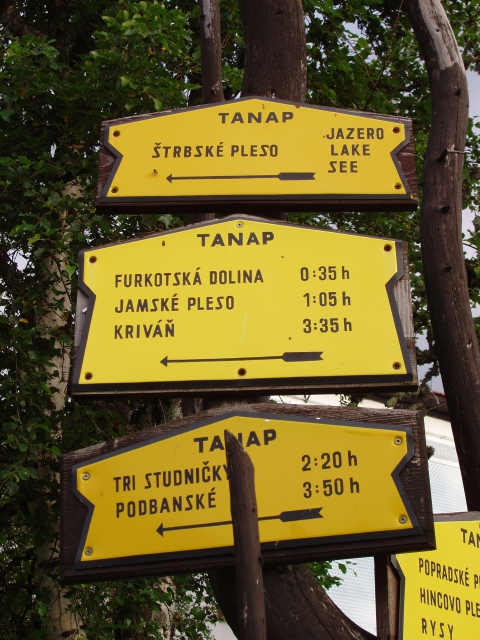 TANAP
ŠTRBSKÉ PLESO
JAZERO
LAKE
SEE
TANAP
FURKOTSKÁ DOLINA 0:35 h
JAMSKÉ PLESO 1:05 h
KRIVÁŇ 3:35 h
TANAP
TRI STUDNIČKY 2:20 h
PODBANSKÉ 3:50 h
POPRADSKÉ
HINCOVO
RYSY